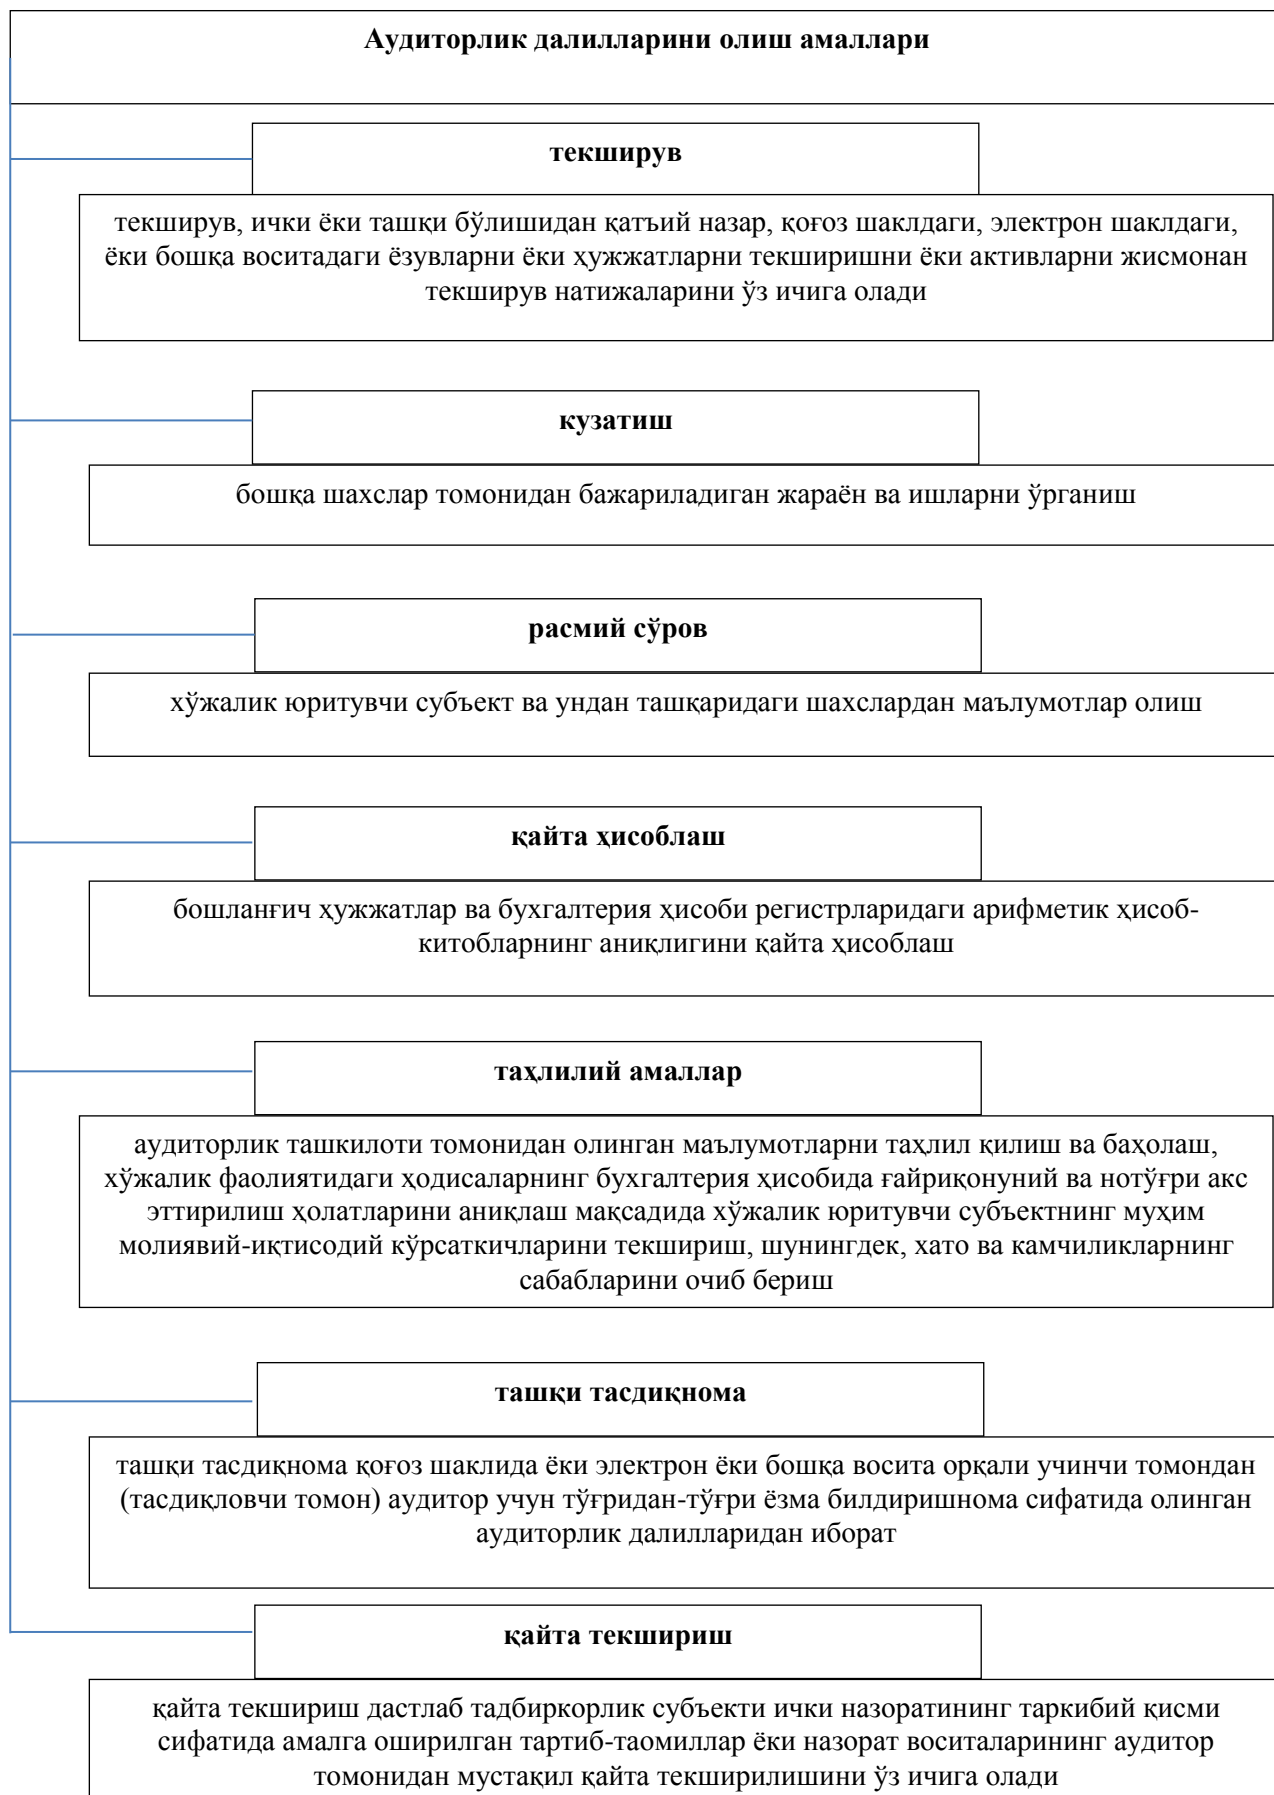 Аудиторлик далилларини олиш амаллари
текширув
текширув, ички ёки ташқи бўлишидан қатъий назар, қоғоз шаклдаги, электрон шаклдаги,
ёки бошқа воситадаги ёзувларни ёки ҳужжатларни текширишни ёки активларни жисмонан
текширув натижаларини ўз ичига олади
кузатиш
бошқа шахслар томонидан бажариладиган жараён ва ишларни ўрганиш
расмий сўров
хўжалик юритувчи субъект ва ундан ташқаридаги шахслардан маълумотлар олиш
қайта ҳисоблаш
бошланғич ҳужжатлар ва бухгалтерия ҳисоби регистрларидаги арифметик ҳисоб-
китобларнинг аниқлигини қайта ҳисоблаш
таҳлилий амаллар
аудиторлик ташкилоти томонидан олинган маълумотларни таҳлил қилиш ва баҳолаш,
хўжалик фаолиятидаги ҳодисаларнинг бухгалтерия ҳисобида ғайриқонуний ва нотўғри акс
эттирилиш ҳолатларини аниқлаш мақсадида хўжалик юритувчи субъектнинг муҳим
молиявий-иқтисодий кўрсаткичларини текшириш, шунингдек, хато ва камчиликларнинг
сабабларини очиб бериш
ташқи тасдиқнома
ташқи тасдиқнома қоғоз шаклида ёки электрон ёки бошқа восита орқали учинчи томондан
(тасдиқловчи томон) аудитор учун тўғридан-тўғри ёзма билдиришнома сифатида олинган
аудиторлик далилларидан иборат
қайта текшириш
қайта текшириш дастлаб тадбиркорлик субъекти ички назоратининг таркибий қисми
сифатида амалга оширилган тартиб-таомиллар ёки назорат воситаларининг аудитор
томонидан мустақил қайта текширилишини ўз ичига олади